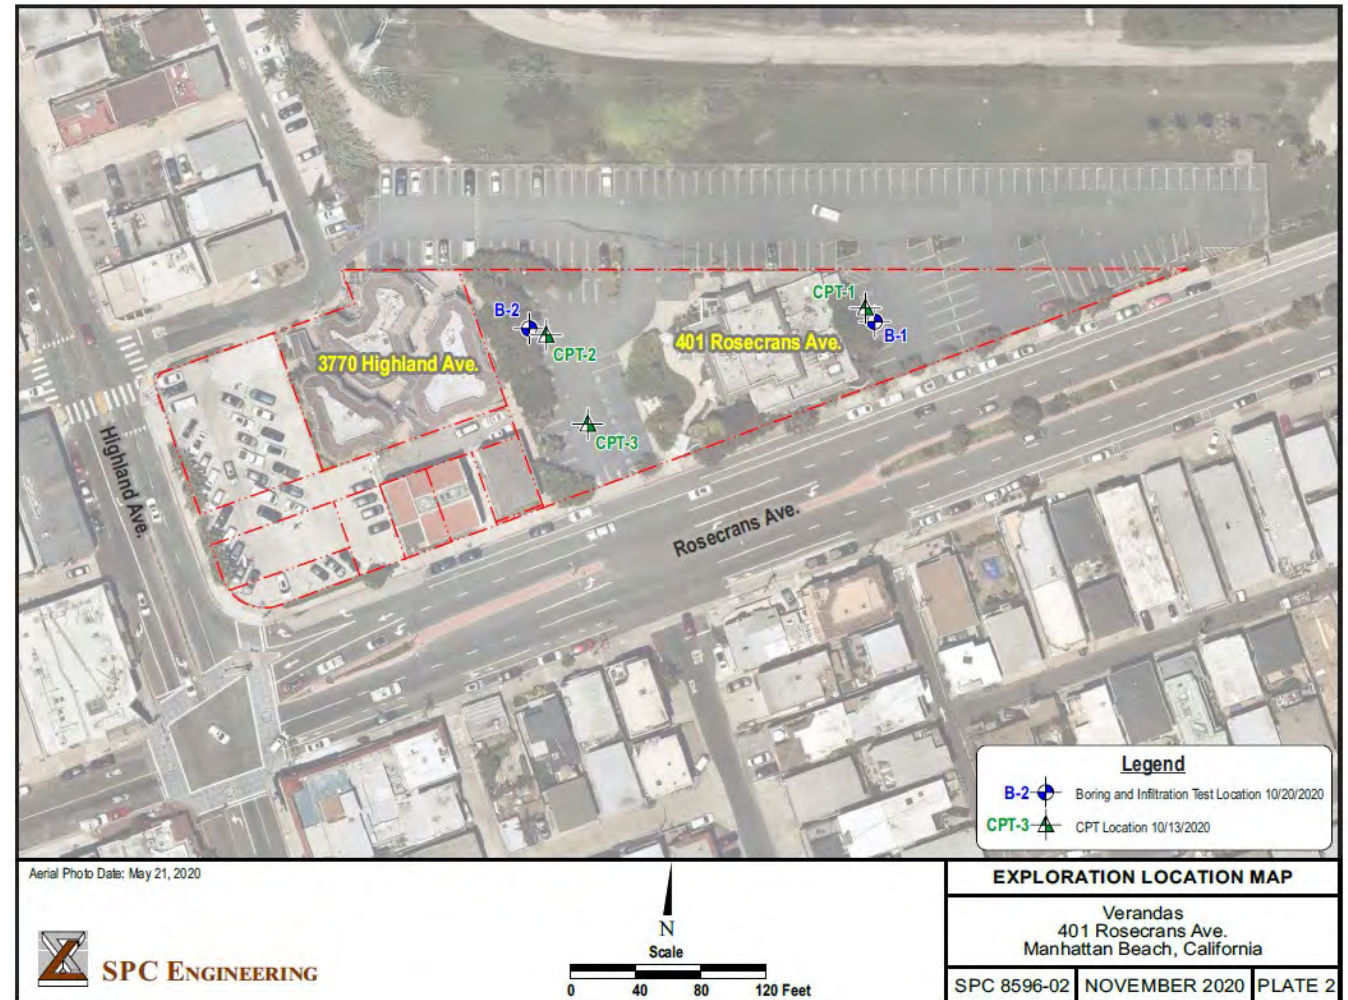 CPT-1
B-2
B-1
CPT-2
401 Rosecrans Ave.
3770 Highland Ave.
CPT-3
Highland Ave.
Rosecrans Ave.
Legend
B-2 Boring and Infiltration Test Location 10/20/2020
CPT-3 CPT Location 10/13/2020
Aerial Photo Date: May 21, 2020
SPC ENGINEERING
N
Scale
0 40 80 120 Feet
EXPLORATION LOCATION MAP
Verandas
401 Rosecrans Ave.
Manhattan Beach, California
SPC 8596-02 NOVEMBER 2020 PLATE 2